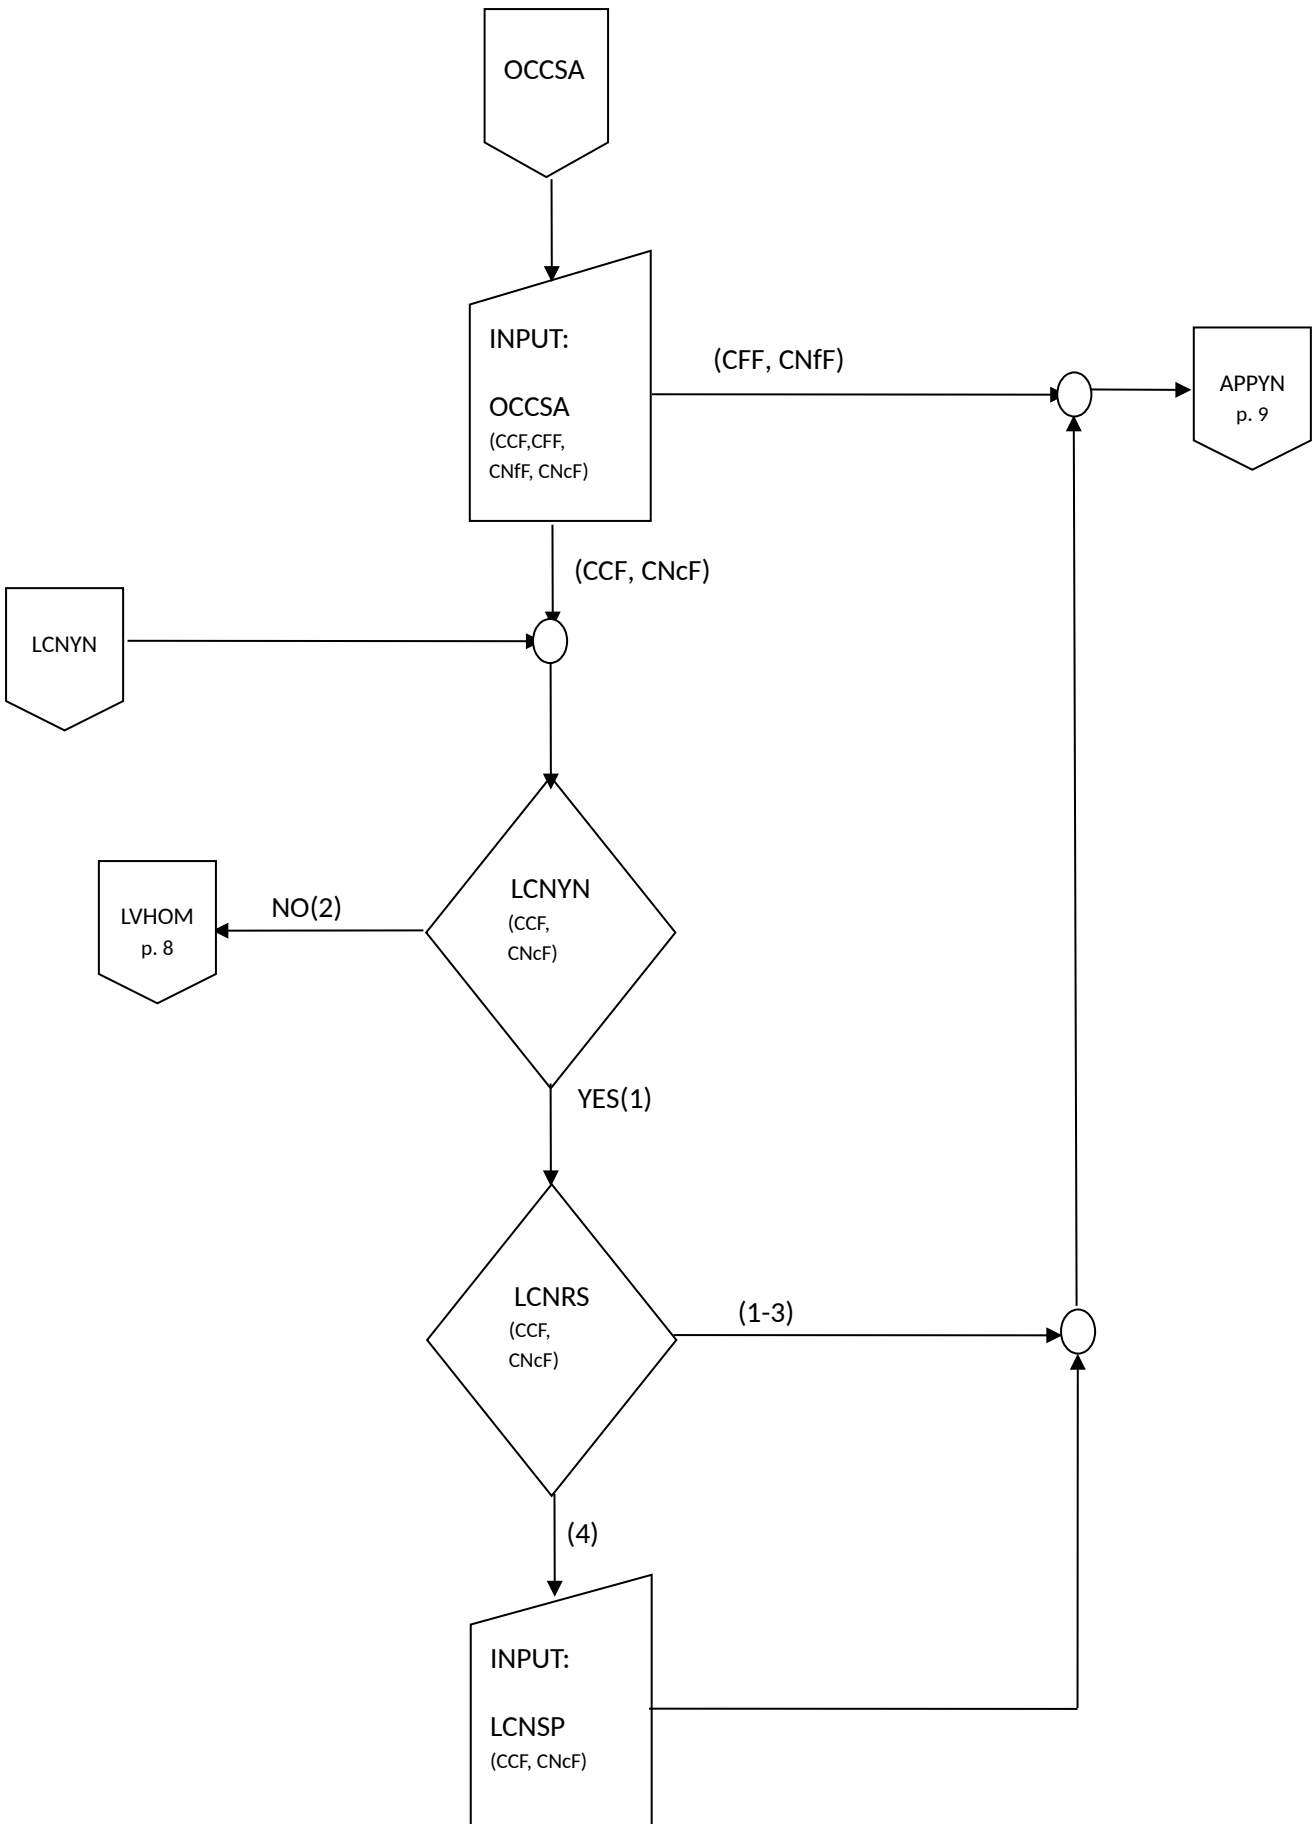 OCCSA
INPUT:
OCCSA
(CCF,CFF,
CNfF, CNcF)
(CFF, CNfF)
APPYN
p. 9
(CCF, CNcF)
LCNYN
LCNYN
(CCF,
CNcF)
NO(2)
LVHOM
p. 8
YES(1)
LCNRS
(CCF,
CNcF)
(1-3)
(4)
INPUT:
LCNSP
(CCF, CNcF)